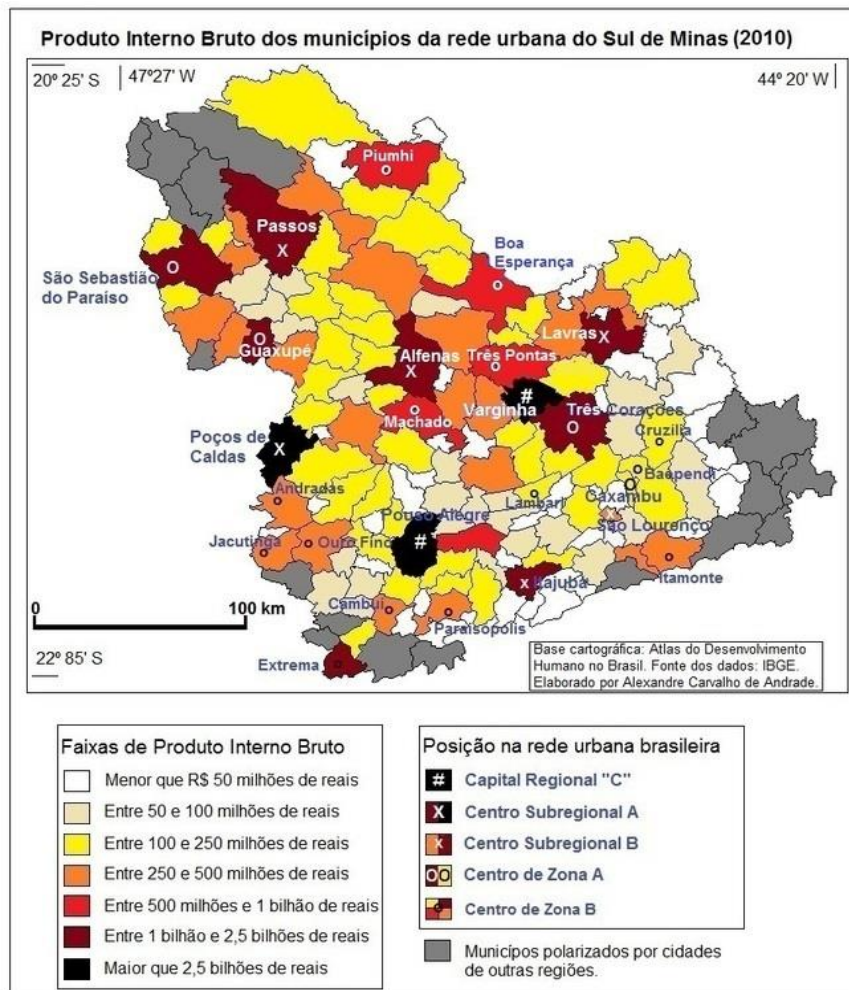 Produto Interno Bruto dos municípios da rede urbana do Sul de Minas (2010)
20º 25' S
47º27' W
44º 20' W
Piumhi
Passos
Boa
Esperança
São Sebastião
do Paraíso
Guaxupé
Lavras
Alfenas
Três Pontas
Varginha
#
Três Corações
Machado
Cruzília
Poços de
Caldas
Baependi
Andradas
Caxambu
Lambari
Pouso Alegre
São Lourenço
Jacutinga
Ouro Fino
#
Itajubá
Itamonte
Cambuí
Paraisópolis
0
100 km
22º 85' S
Extrema
Base cartográfica: Atlas do Desenvolvimento
Humano no Brasil. Fonte dos dados: IBGE.
Elaborado por Alexandre Carvalho de Andrade.
Faixas de Produto Interno Bruto
Menor que R$ 50 milhões de reais
Entre 50 e 100 milhões de reais
Entre 100 e 250 milhões de reais
Entre 250 e 500 milhões de reais
Entre 500 milhões e 1 bilhão de reais
Entre 1 bilhão e 2,5 bilhões de reais
Maior que 2,5 bilhões de reais
Posição na rede urbana brasileira
# Capital Regional "C"
X Centro Subregional A
x Centro Subregional B
OO Centro de Zona A
o Centro de Zona B
Municípos polarizados por cidades
de outras regiões.